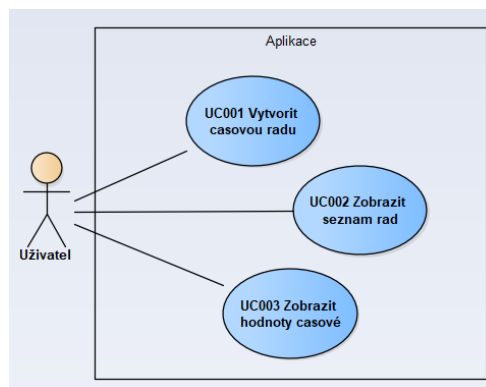 Aplikace
UC001 Vytvorit
casovou radu
UC002 Zobrazit
seznam rad
Uživatel
UC003 Zobrazit
hodnoty casové